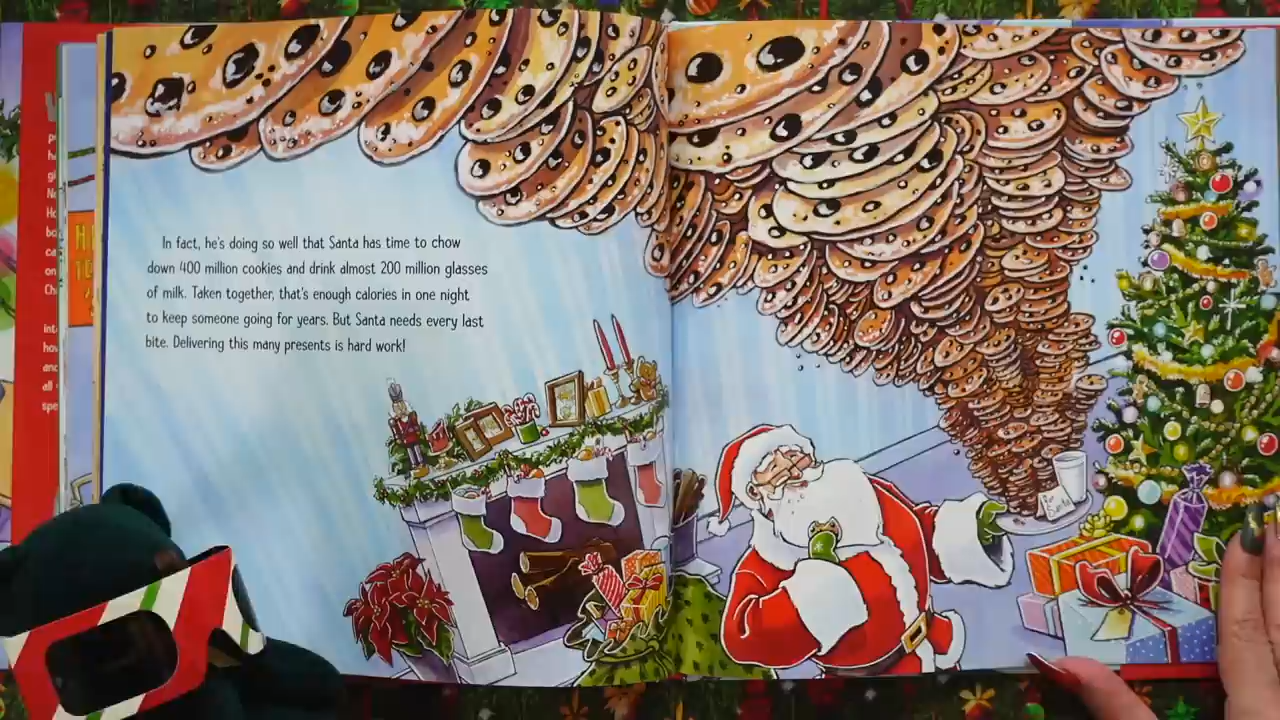 In fact, he's doing so well that Santa has time to chow
down 400 million cookies and drink almost 200 million glasses
of milk. Taken together, that's enough calories in one night
to keep someone going for years. But Santa needs every last
bite. Delivering this many presents is hard work!
Santa